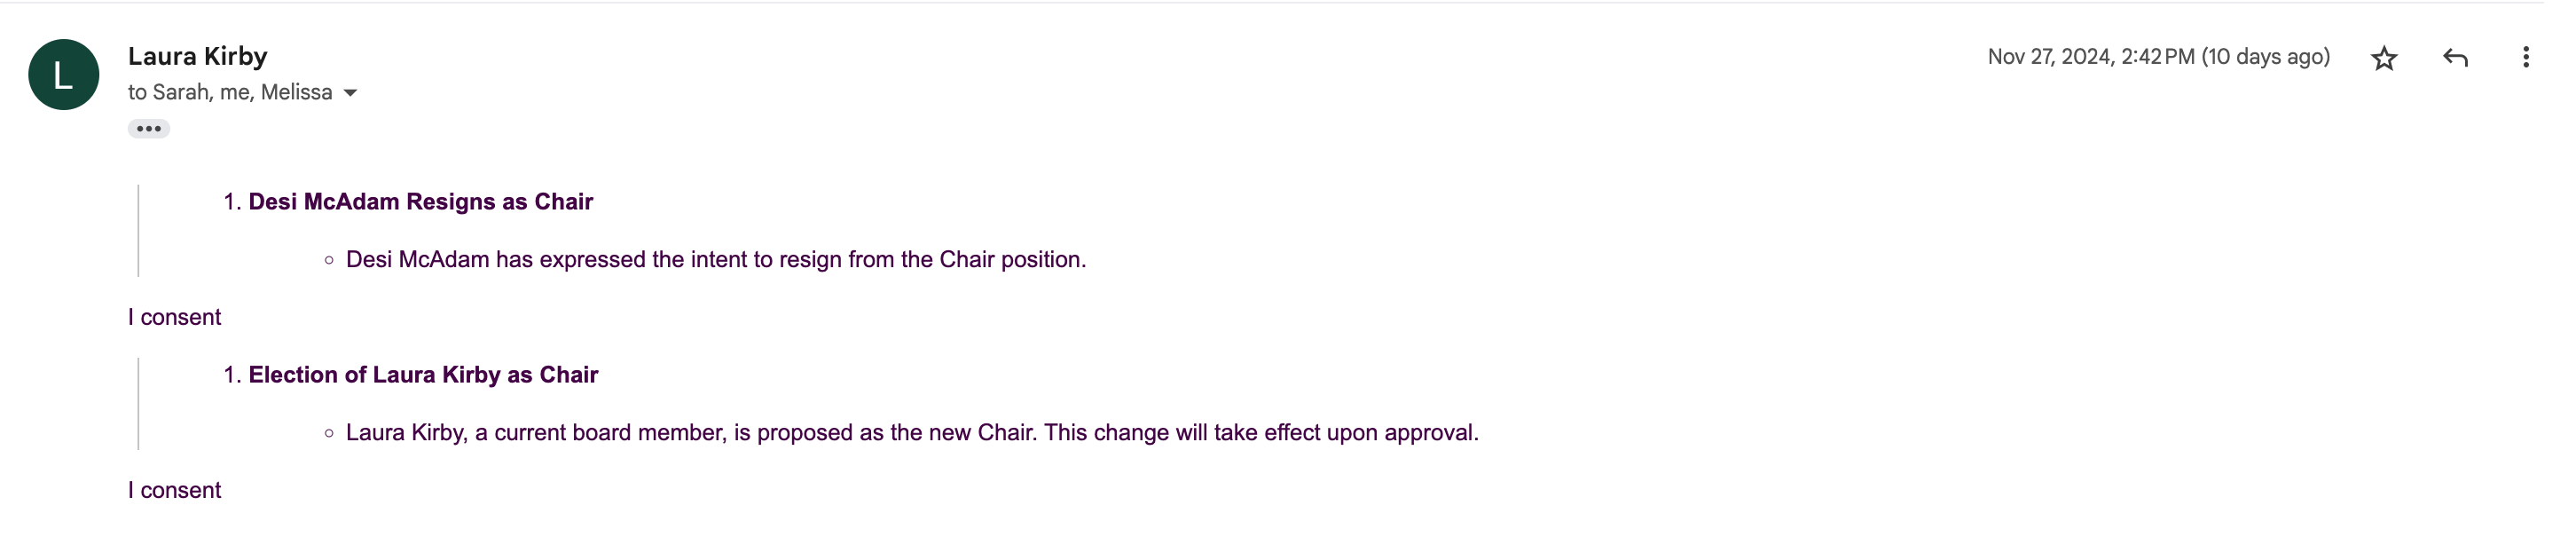 L
Laura Kirby
Nov 27, 2024, 2:42 PM (10 days ago)
to Sarah, me, Melissa
1. Desi McAdam Resigns as Chair
○ Desi McAdam has expressed the intent to resign from the Chair position.
I consent
1. Election of Laura Kirby as Chair
○ Laura Kirby, a current board member, is proposed as the new Chair. This change will take effect upon approval.
I consent